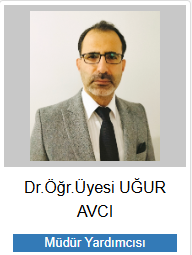 Dr.Öğr.Üyesi UĞUR
AVCI
Müdür Yardımcısı